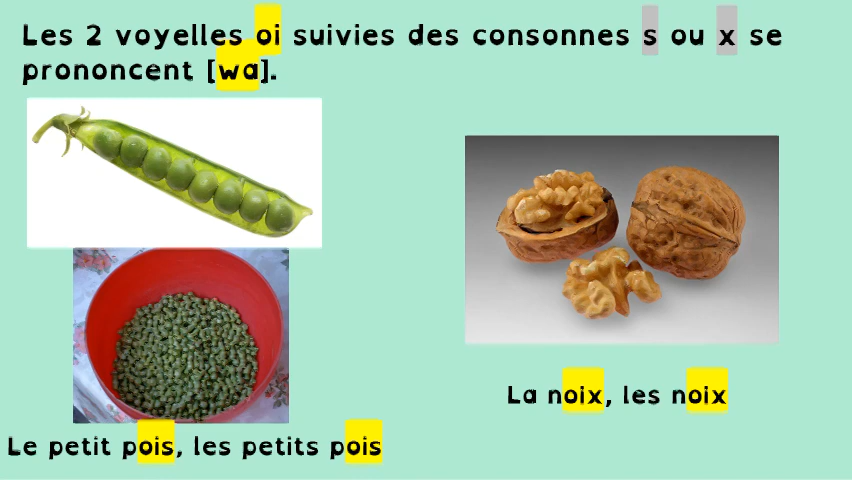 Les 2 voyelles oi suivies des consonnes s ou x se
prononcent [wa].
La noix, les noix
Le petit pois, les petits pois